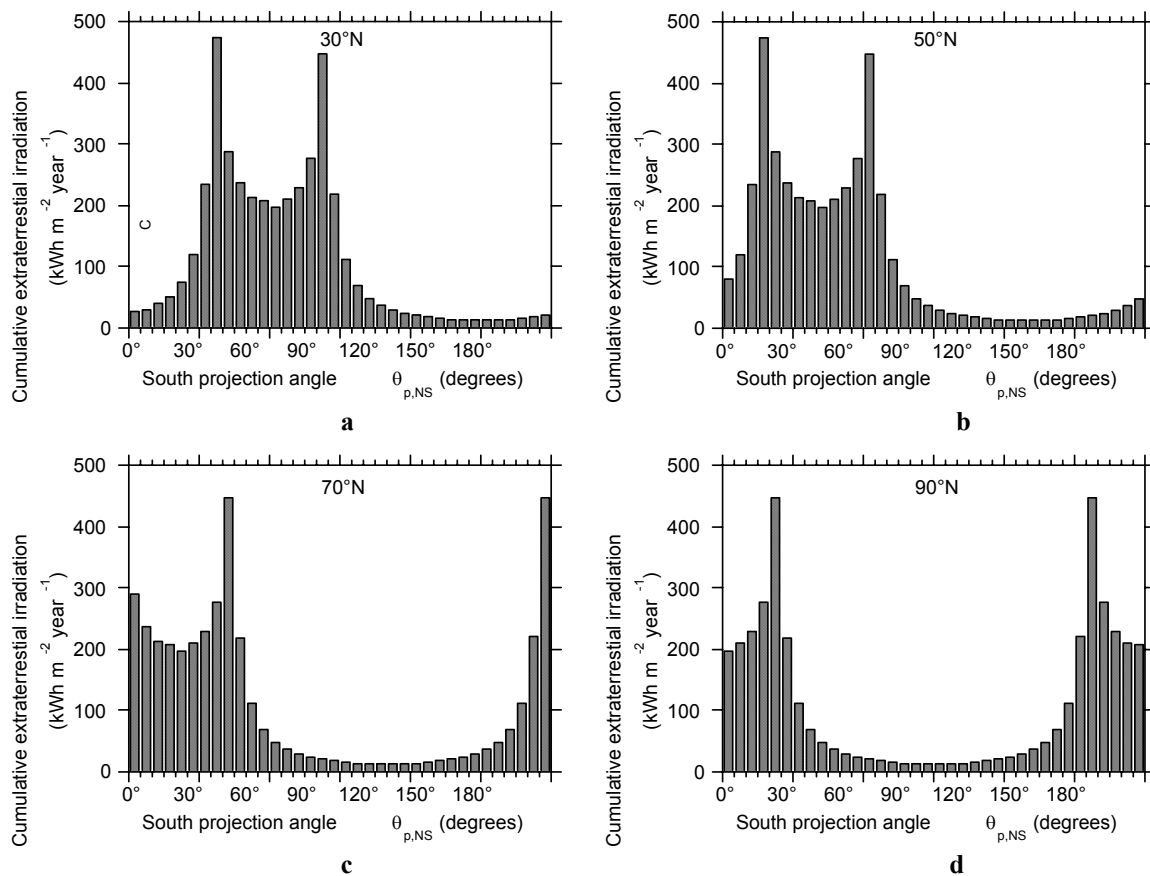 500
400
300
200
100
0
30°N
C
Cumulative extraterrestial irradiation
(kWh m -2 year -1)
0° 30° 60° 90° 120° 150° 180°
South projection angle θp,NS (degrees)
a
500
400
300
200
100
0
50°N
Cumulative extraterrestial irradiation
(kWh m -2 year -1)
0° 30° 60° 90° 120° 150° 180°
South projection angle θp,NS (degrees)
b
500
400
300
200
100
0
70°N
Cumulative extraterrestial irradiation
(kWh m -2 year -1)
0° 30° 60° 90° 120° 150° 180°
South projection angle θp,NS (degrees)
c
500
400
300
200
100
0
90°N
Cumulative extraterrestial irradiation
(kWh m -2 year -1)
0° 30° 60° 90° 120° 150° 180°
South projection angle θp,NS (degrees)
d